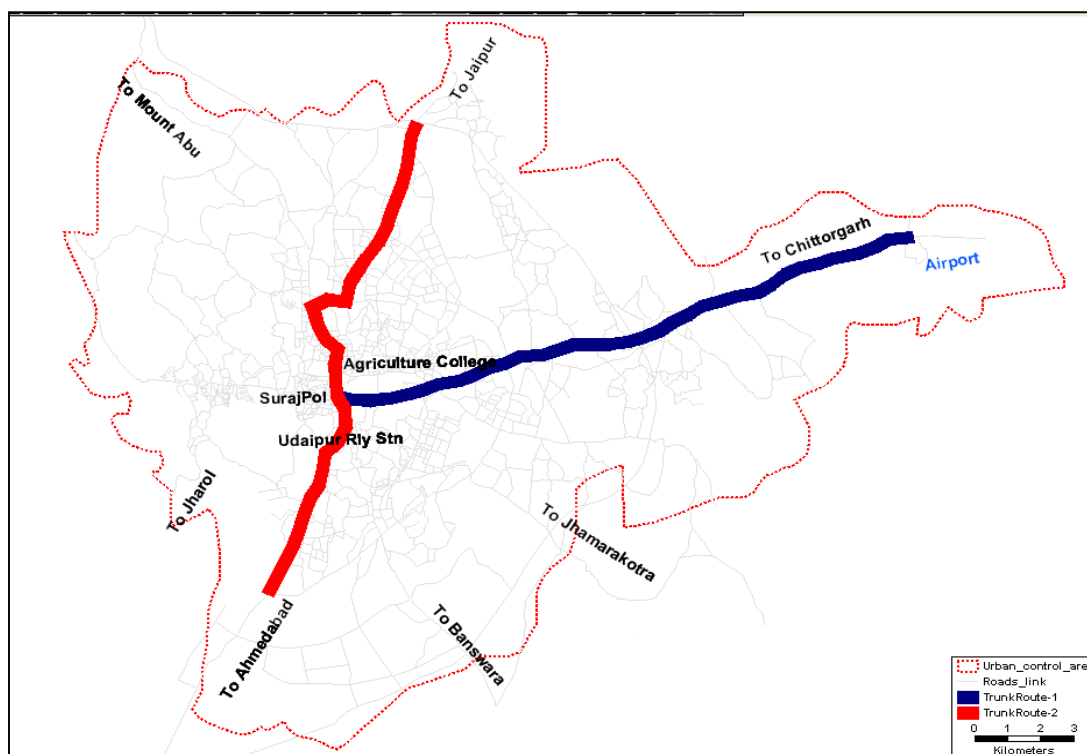 To Jaipur
To Mount Abu
To Chittorgarh
Airport
Agriculture College
SurajPol
Udaipur Rly Stn
To Jharol
To Jhamarakotra
To Banswara
To Ahmedabad
Urban_control_are
Roads_link
TrunkRoute-1
TrunkRoute-2
0 1 2 3
Kilometers